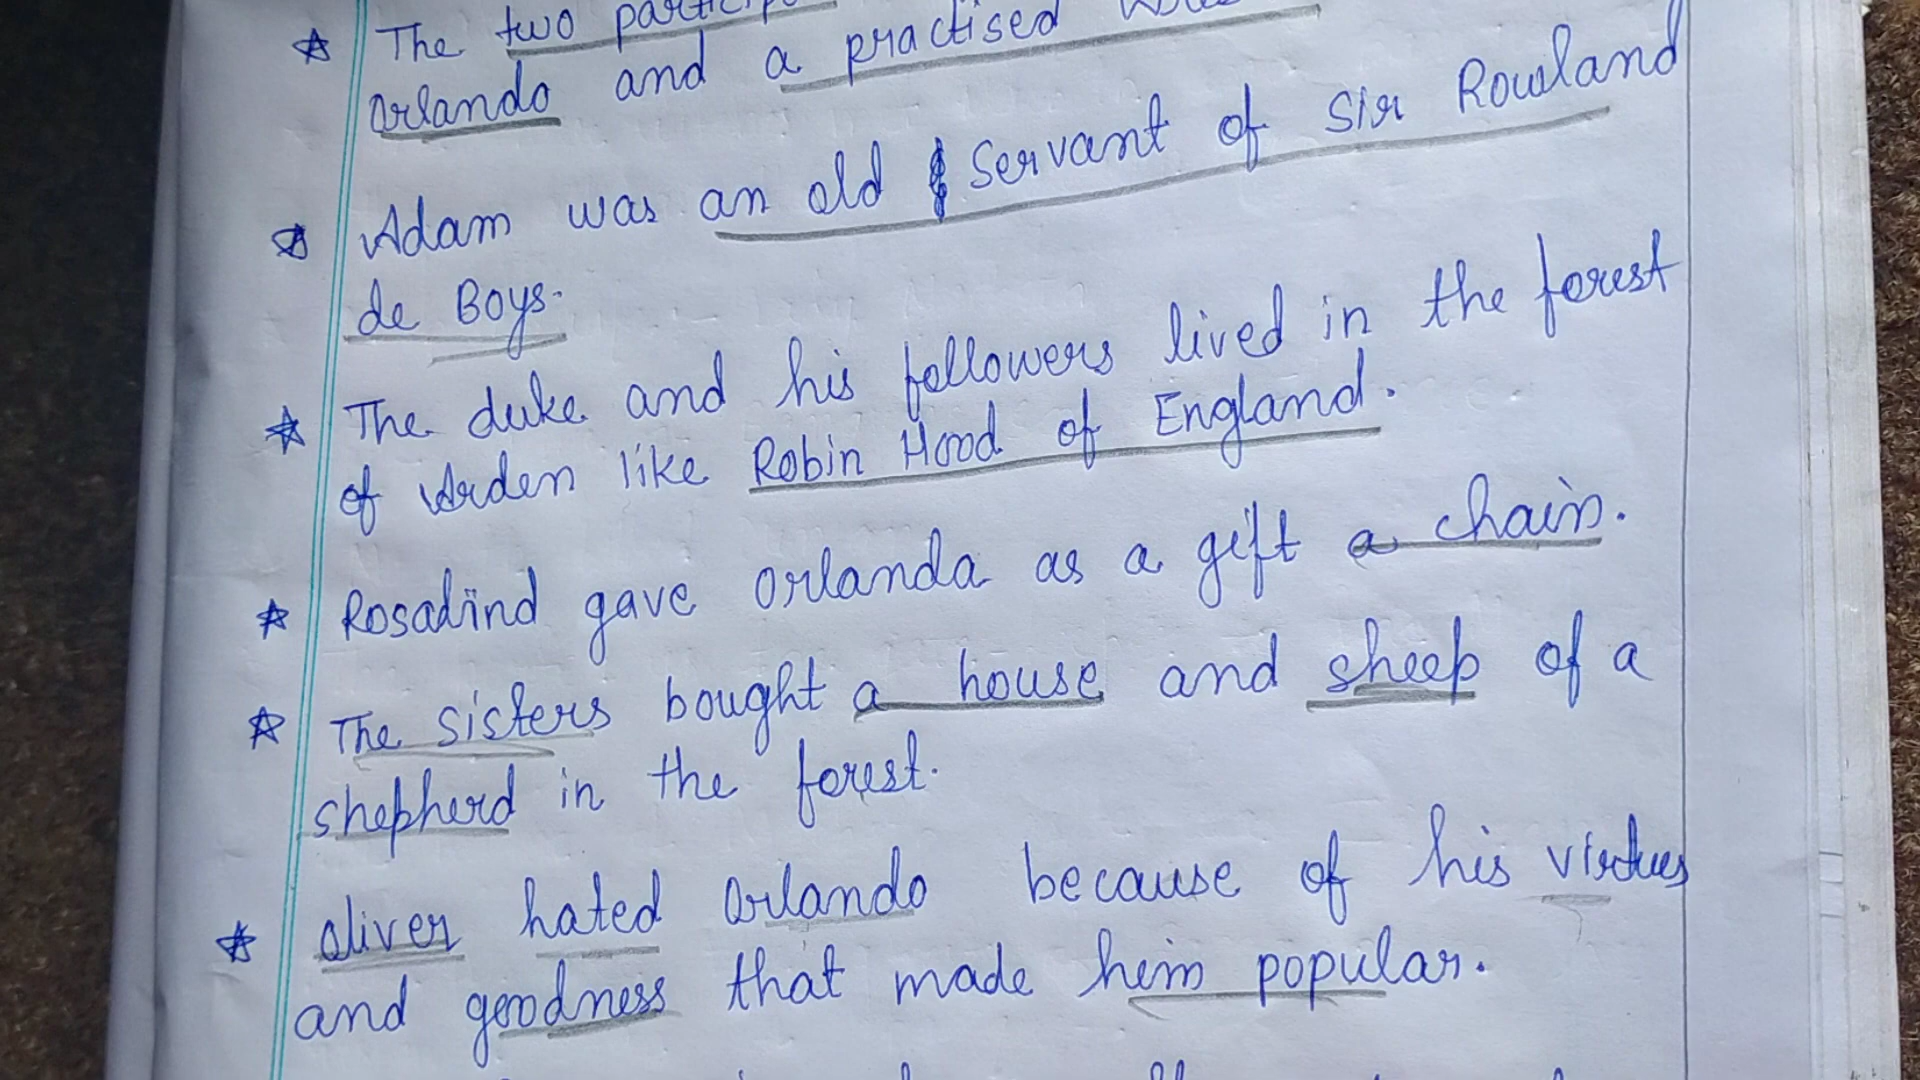 ☆ The two
Orlando and a practised
☆ Adam was an old servant of Sir Rowland
de Boys.
☆ The duke and his followers lived in the forest
of Arden like Robin Hood of England.
☆ Rosalind gave Orlanda as a gift a chain.
☆ The sisters bought a house and sheep of a
shepherd in the forest.
☆ Oliver hated Orlando because of his virtues
and goodness that made him popular.